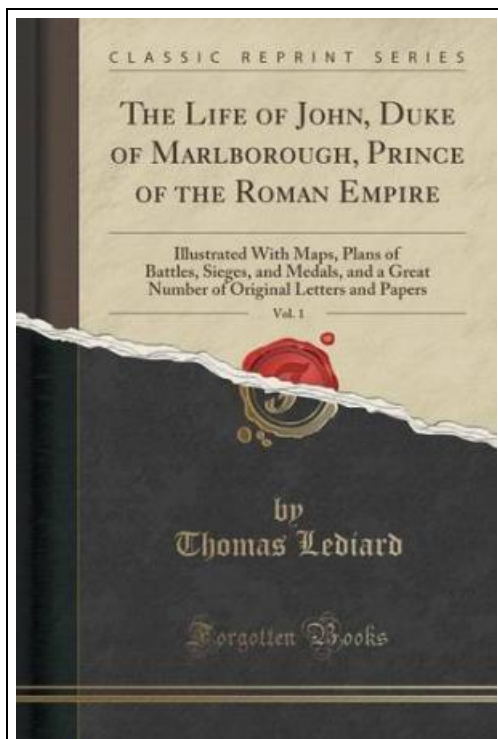 CLASSIC REPRINT SERIES
THE LIFE OF JOHN, DUKE
OF MARLBOROUGH, PRINCE
OF THE ROMAN EMPIRE
Illustrated With Maps, Plans of
Battles, Sieges, and Medals, and a Great
Number of Original Letters and Papers
Vol. 1
by
Thomas Lediard
Forgotten Books